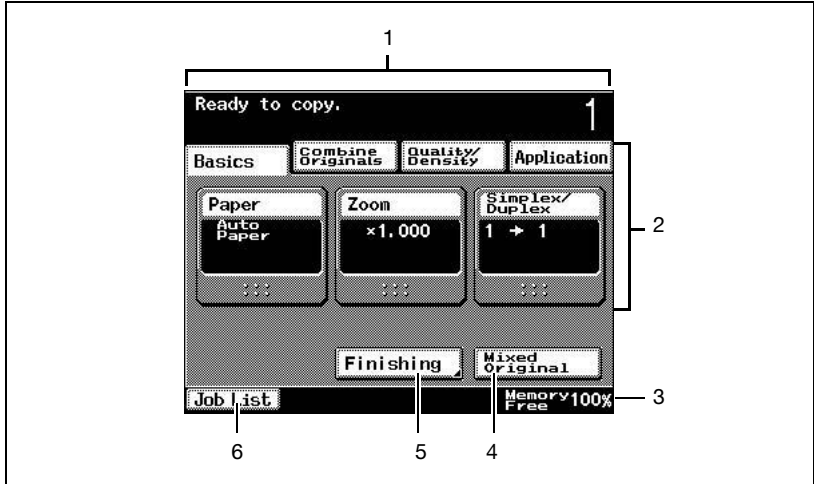 1
Ready to copy.
1
Basics
Combine
Originals
Quality/
Density
Application
2
Paper
Auto
Paper
Zoom
×1.000
Simplex/
Duplex
1 → 1
Finishing
Mixed
Original
Job List
Memory
Free
100%
3
6
5
4